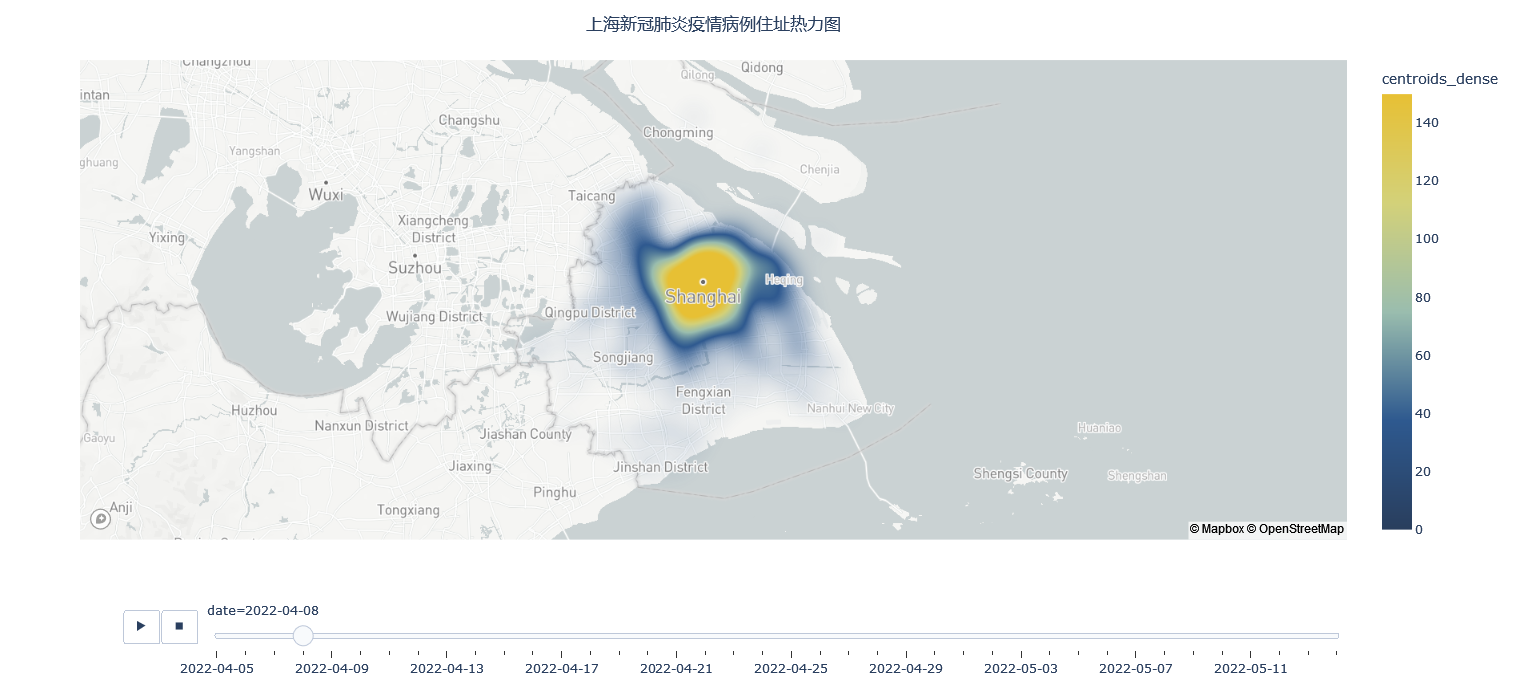 上海新冠肺炎疫情病例住址热力图
Changzhou
Qilong
Qidong
centroids_dense
intan
Changshu
Chongming
140
Yangshan
ghuang
Chenjia
120
Wuxi
Taicang
Xiangcheng
District
Yixing
100
Suzhou
Heqing
Shanghai
80
Wujiang District
Qingpu District
Songjiang
60
Fengxian
District
Huzhou
Nanhui New City
40
Nanxun District
Jiashan County
Huaniao
Gaoyu
Jiaxing
Jinshan District
Shengsi County
Shengshan
20
Pinghu
Anji
Tongxiang
© Mapbox © OpenStreetMap
0
date=2022-04-08
2022-04-05 2022-04-09 2022-04-13 2022-04-17 2022-04-21 2022-04-25 2022-04-29 2022-05-03 2022-05-07 2022-05-11